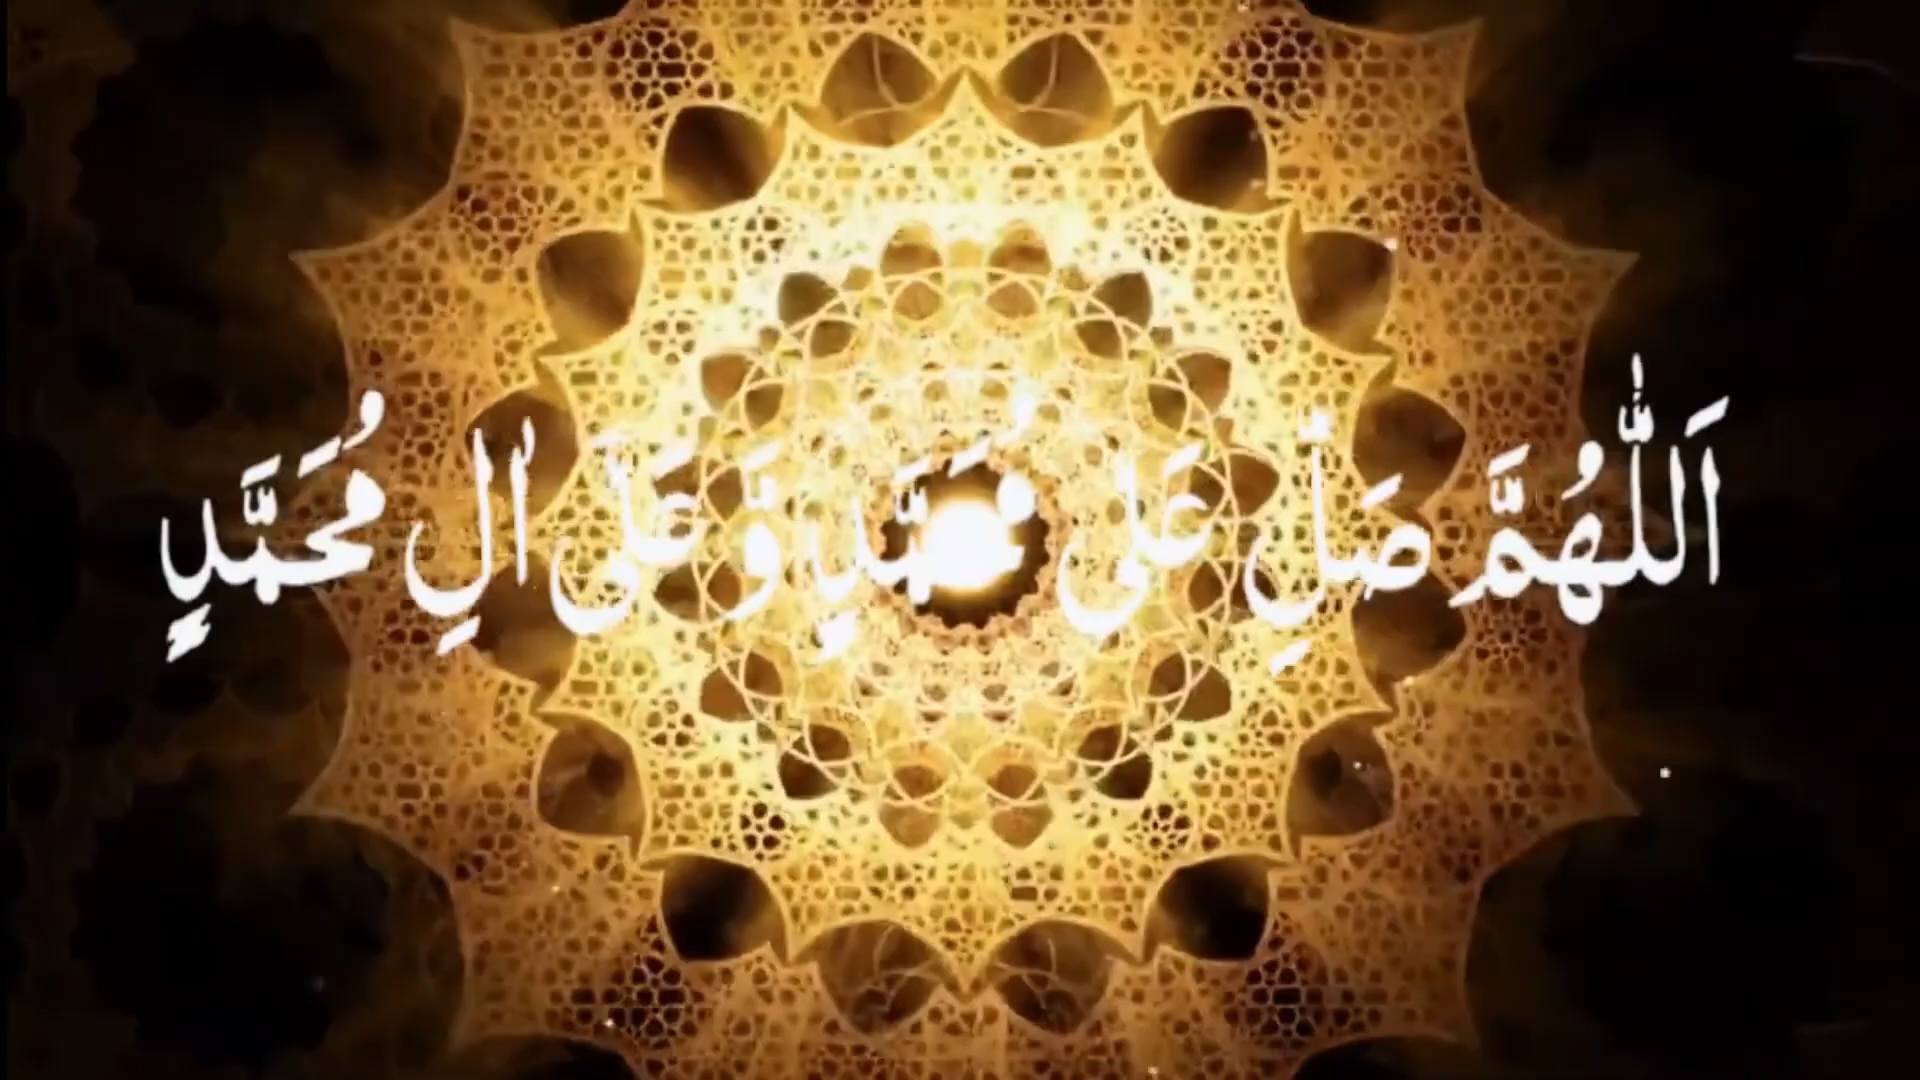 اَللّٰهُمَّ صَلِّ عَلٰى مُحَمَّدٍ وَّعَلٰٓى اٰلِ مُحَمَّدٍ